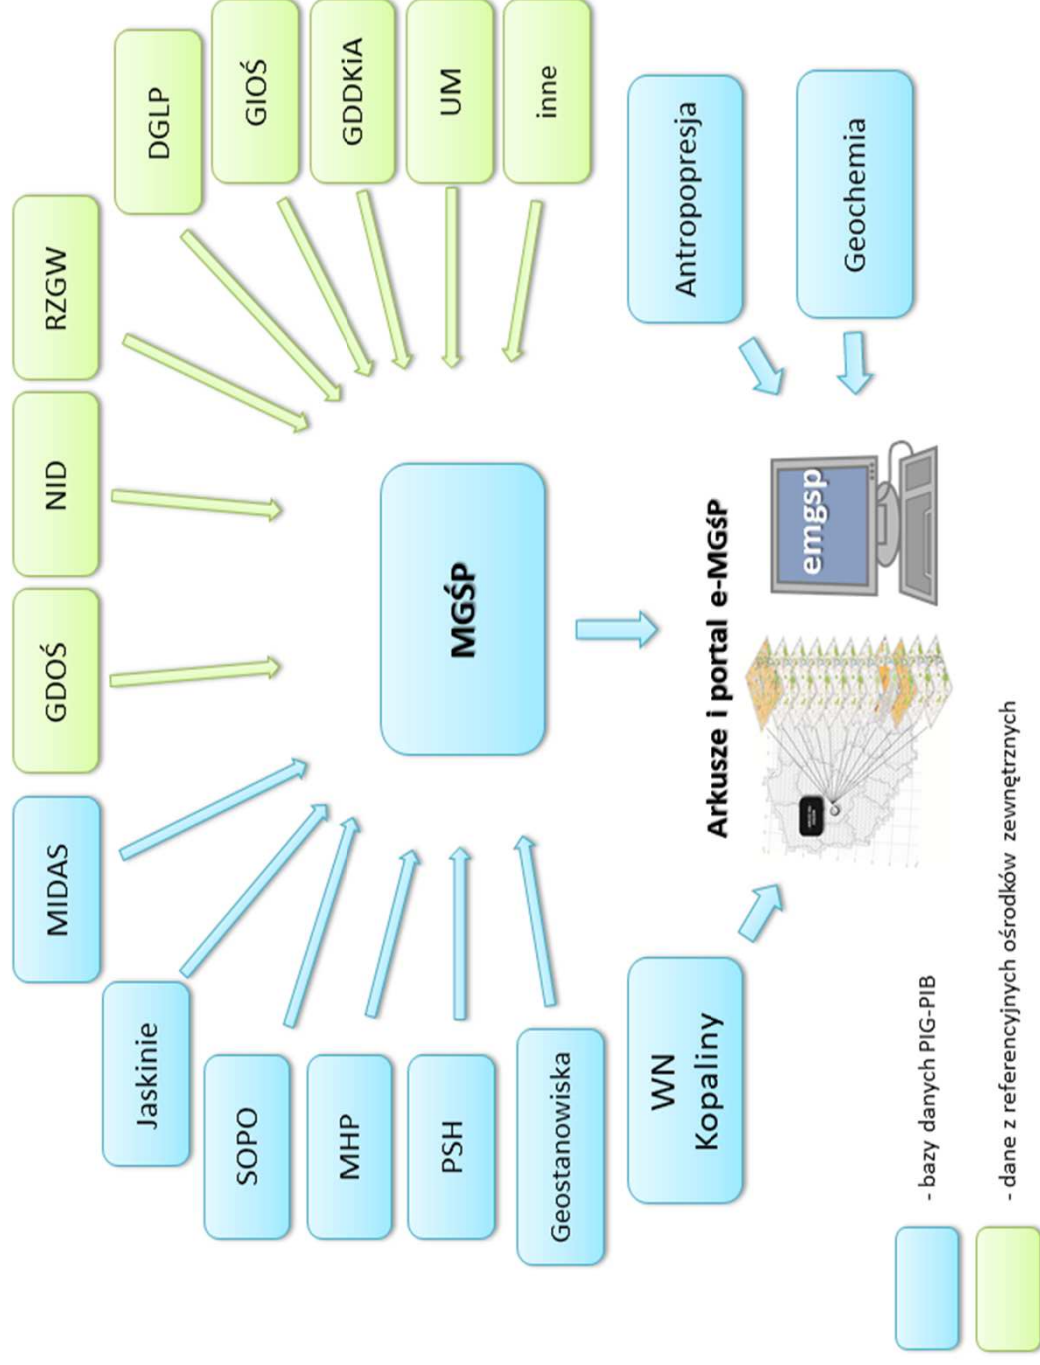 MIDAS
GDOŚ
NID
RZGW
Jaskinie
DGLP
SOPO
GIOŚ
MHP
GDDKiA
PSH
MGŚP
UM
Geostanowiska
inne
WN
Kopaliny
Arkusze i portal e-MGśP
Antropopresja
emgsp
Geochemia
- bazy danych PIG-PIB
- dane z referencyjnych ośrodków zewnętrznych